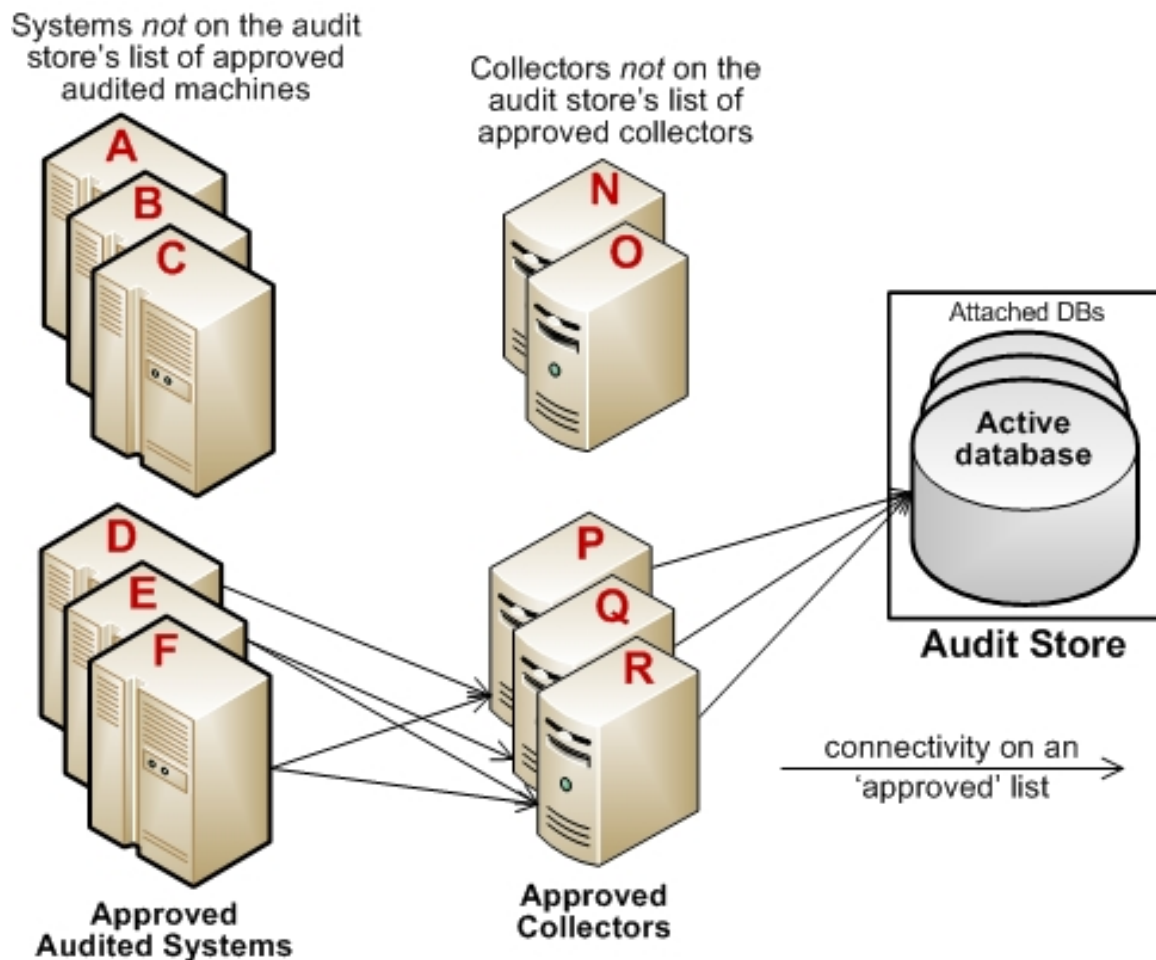 Systems not on the audit
store's list of approved
audited machines
Collectors not on the
audit store's list of
approved collectors
A
B
C
N
O
Attached DBs
Active
database
Audit Store
D
E
F
P
Q
R
connectivity on an
‘approved’ list
Approved
Audited Systems
Approved
Collectors